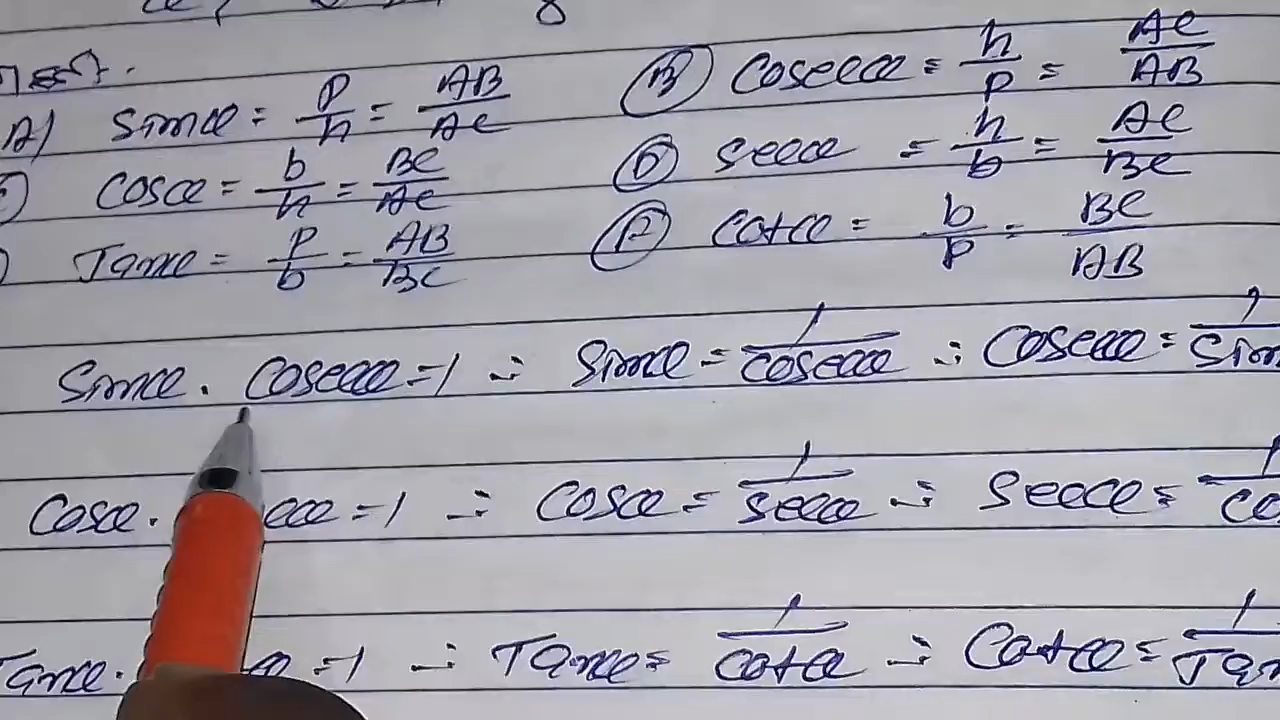 A) Sinα = p/h = AB/AC (B) Cosecα = h/p = AC/AB
Cosα = b/h = BC/AC (D) Secα = h/b = AC/BC
Tanα = p/b = AB/BC (F) Cotα = b/p = BC/AB
Sinα . Cosecα = 1 ∴ Sinα = 1/Cosecα ∴ Cosecα = 1/Sin
Cosα . ecα = 1 ∴ Cosα = 1/Secα ∴ Secα = 1/Co
Tanα . = 1 ∴ Tanα = 1/Cotα ∴ Cotα = 1/Tan